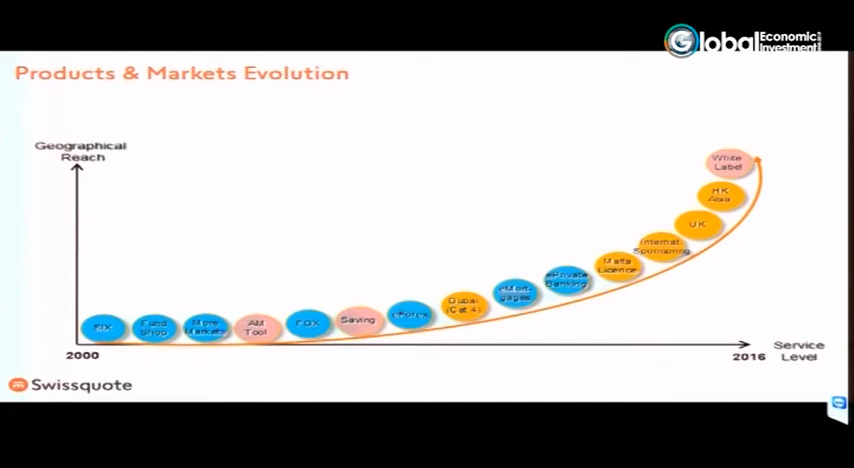 Global Economic
Investment
Products & Markets Evolution
Geographical
Reach
White
Label
HK
Asia
UK
Internat.
Sponsoring
Malta
Licence
ePrivate
Banking
eMort-
gages
Dubai
(Cat 4)
eForex
Saving
FOX
AM
Tool
More
Markets
Fund
Shop
SIX
2000
2016
Service
Level
Swissquote